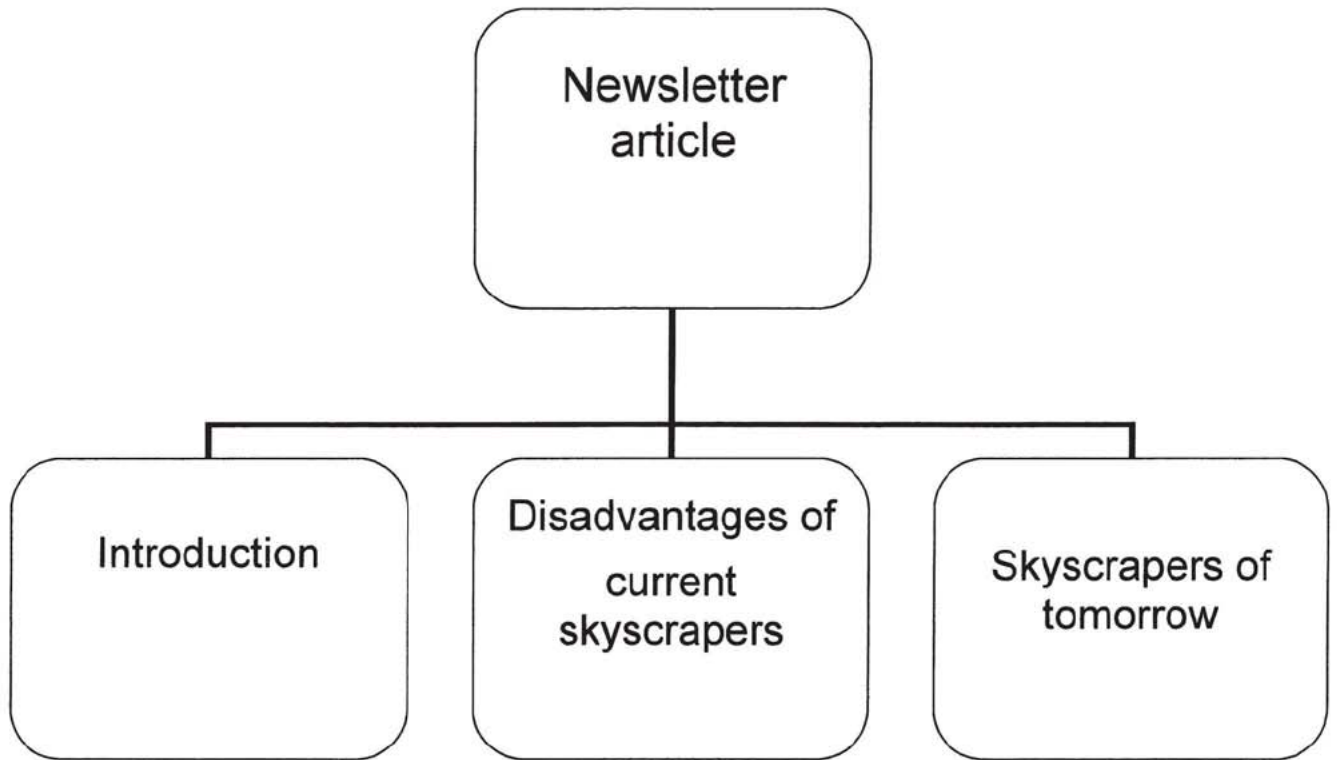 Newsletter
article
Introduction
Disadvantages of
current
skyscrapers
Skyscrapers of
tomorrow